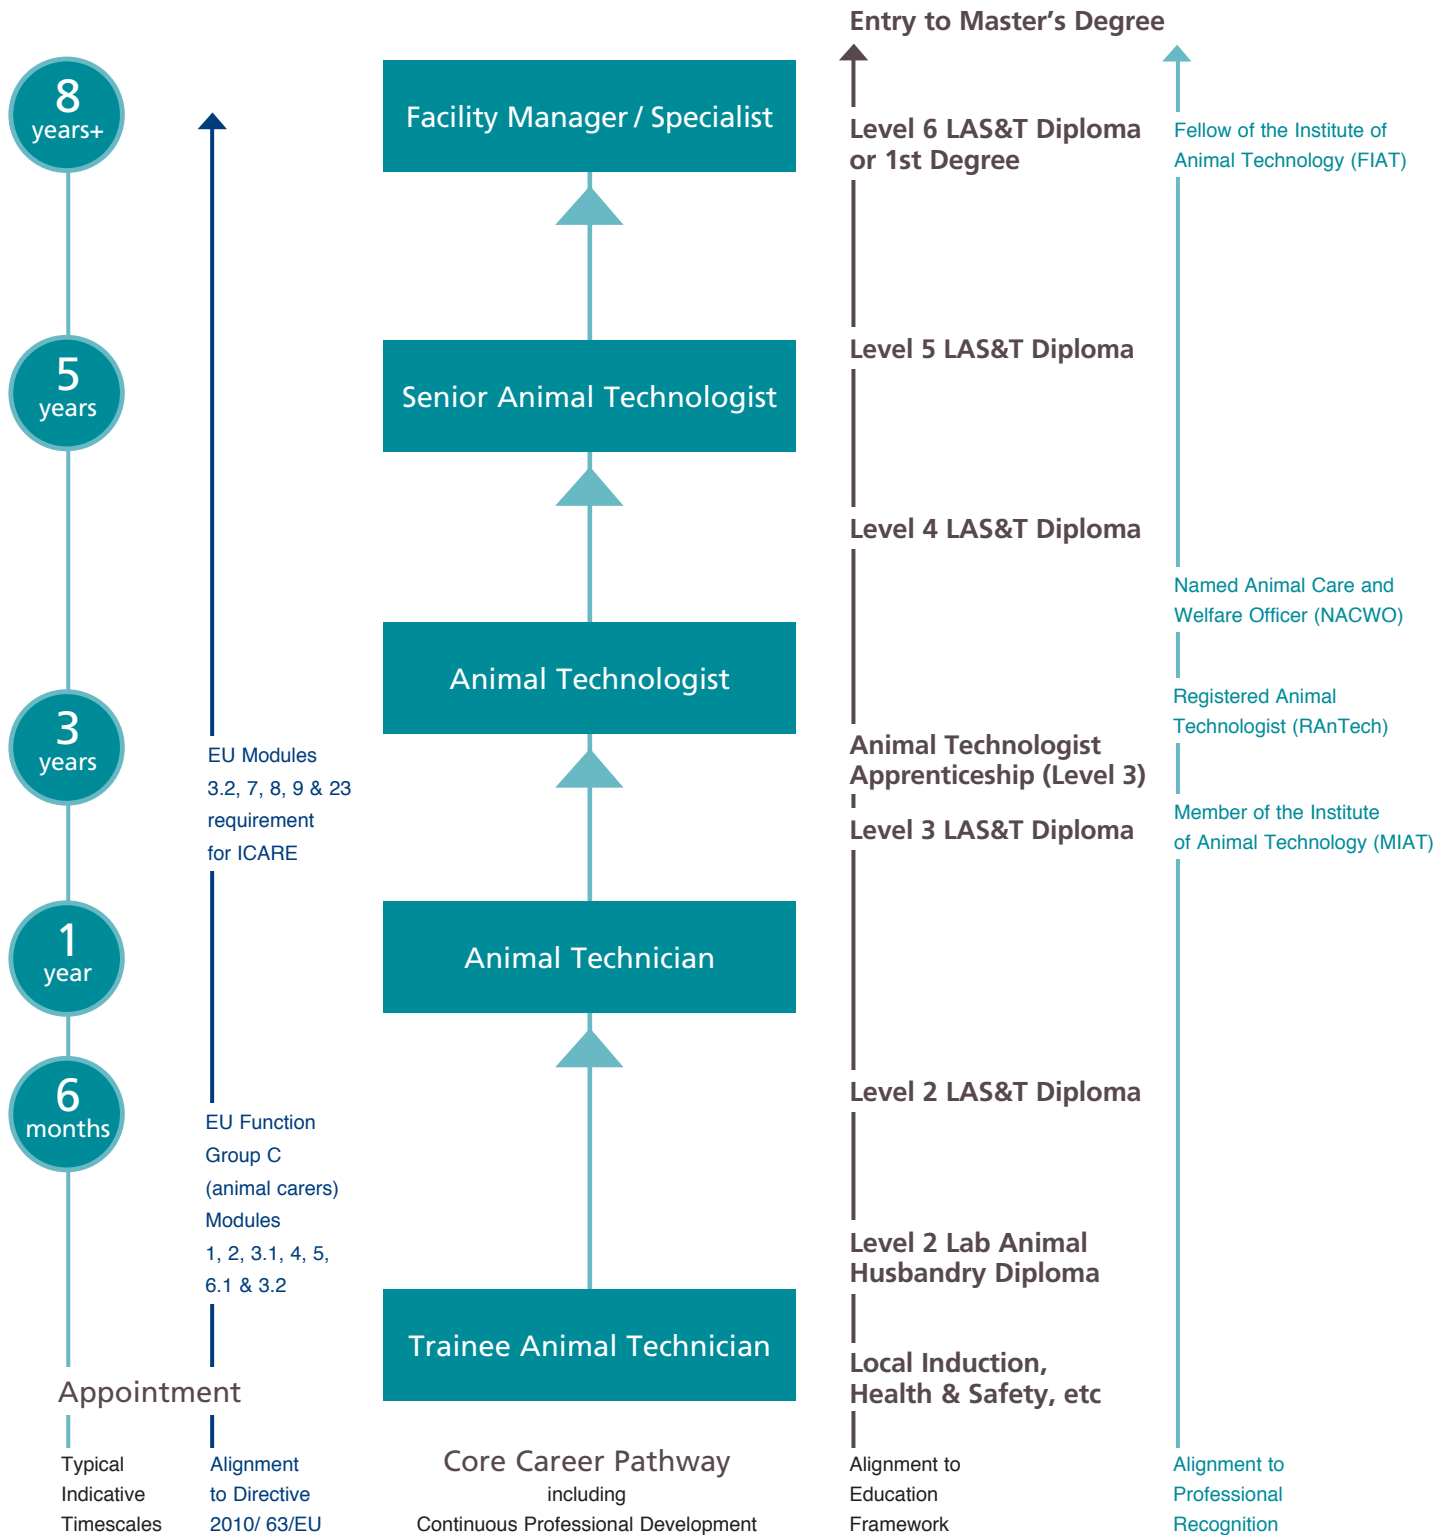 Entry to Master's Degree
8
years+
Facility Manager / Specialist
Level 6 LAS&T Diploma
or 1st Degree
Fellow of the Institute of
Animal Technology (FIAT)
5
years
Senior Animal Technologist
Level 5 LAS&T Diploma
Level 4 LAS&T Diploma
Named Animal Care and
Welfare Officer (NACWO)
Animal Technologist
3
years
EU Modules
3.2, 7, 8, 9 & 23
requirement
for ICARE
Animal Technologist
Apprenticeship (Level 3)
Level 3 LAS&T Diploma
Registered Animal
Technologist (RAnTech)
Member of the Institute
of Animal Technology (MIAT)
1
year
Animal Technician
6
months
Level 2 LAS&T Diploma
EU Function
Group C
(animal carers)
Modules
1, 2, 3.1, 4, 5,
6.1 & 3.2
Level 2 Lab Animal
Husbandry Diploma
Trainee Animal Technician
Local Induction,
Health & Safety, etc
Appointment
Typical
Indicative
Timescales
Alignment
to Directive
2010/ 63/EU
Core Career Pathway
including
Continuous Professional Development
Alignment to
Education
Framework
Alignment to
Professional
Recognition